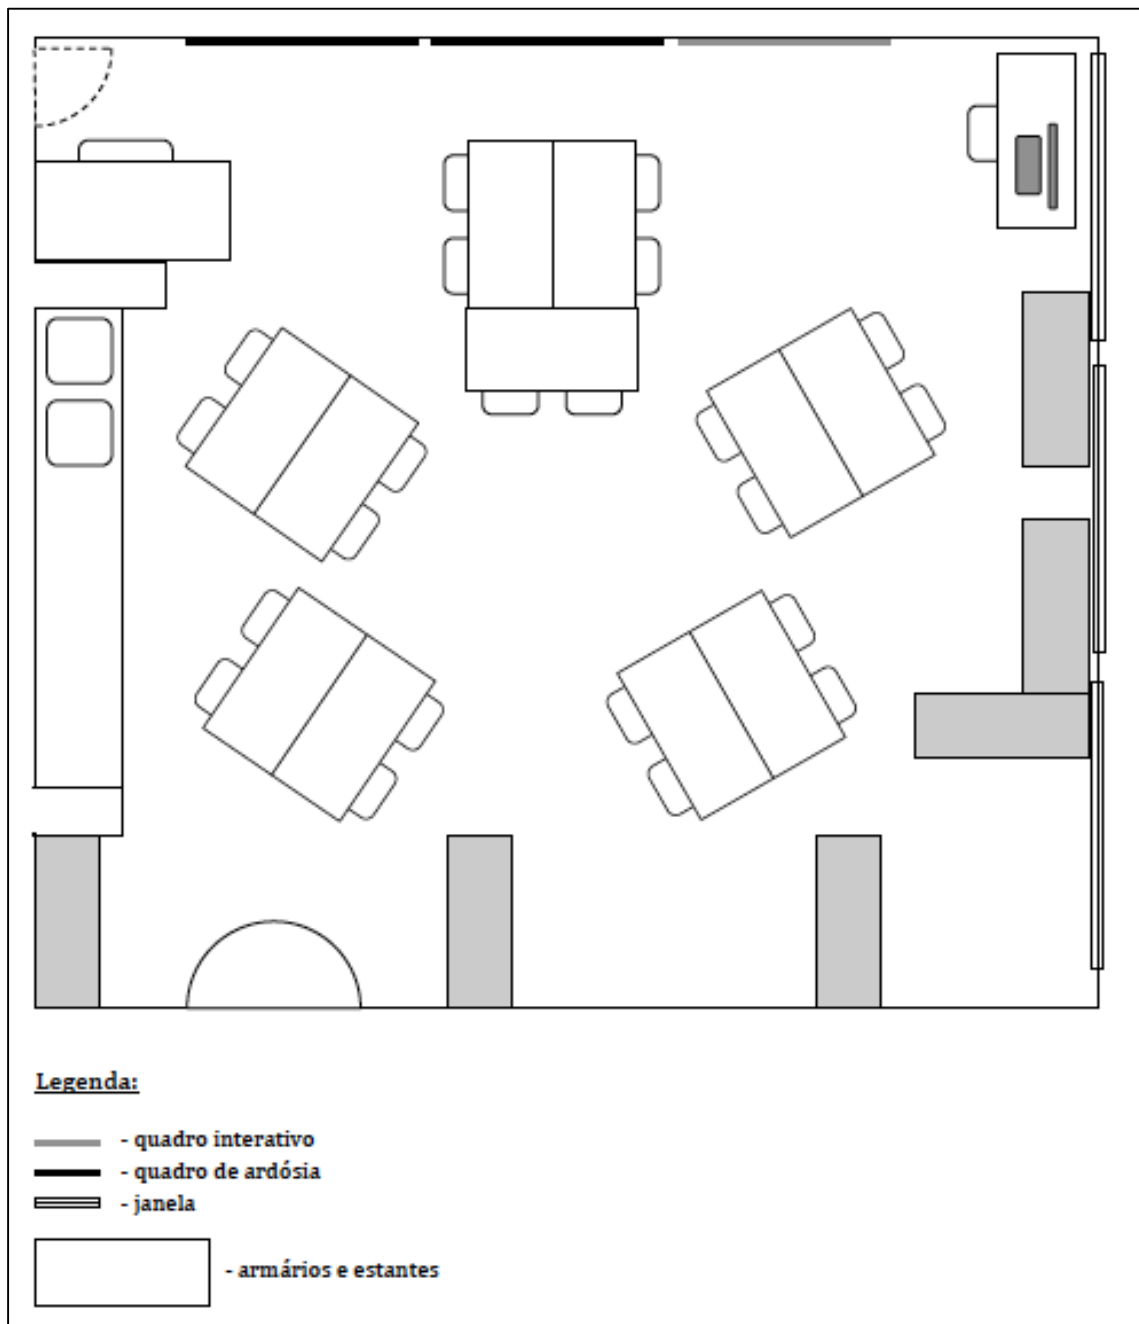 Legenda:
- quadro interativo
- quadro de ardósia
- janela
- armários e estantes